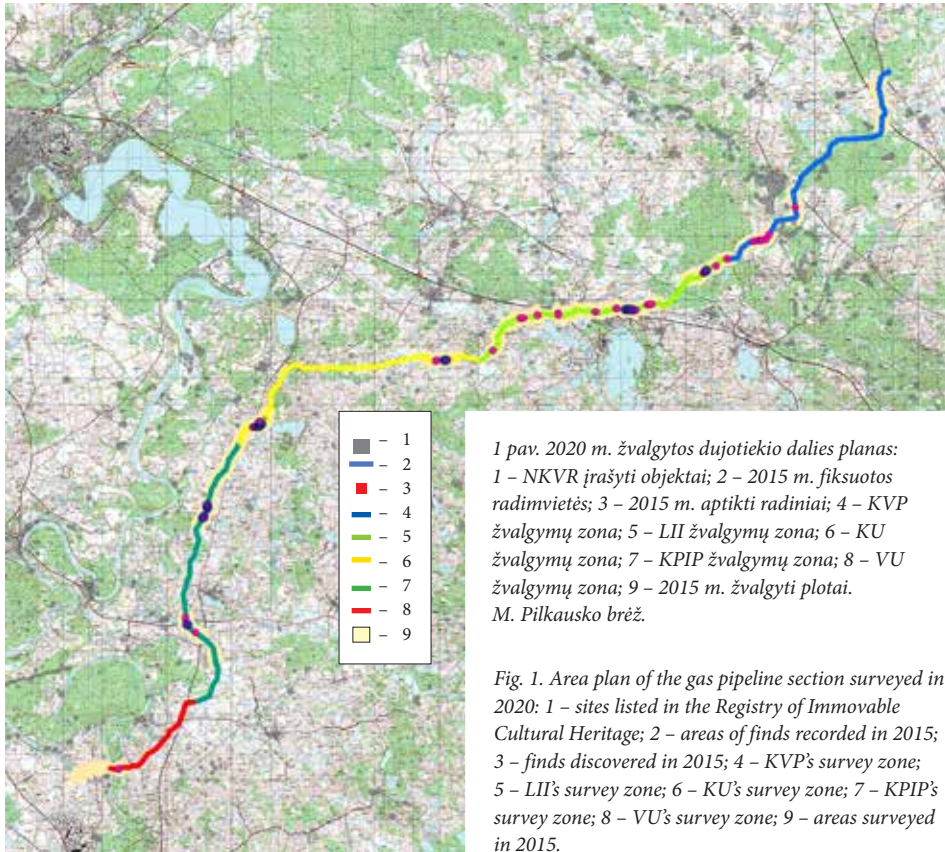 – 1
– 2
– 3
– 4
– 5
– 6
– 7
– 8
– 9
1 pav. 2020 m. žvalgytos dujotiekio dalies planas:
1 – NKVR įrašyti objektai; 2 – 2015 m. fiksuotos
radimvietės; 3 – 2015 m. aptikti radiniai; 4 – KVP
žvalgymų zona; 5 – LII žvalgymų zona; 6 – KU
žvalgymų zona; 7 – KPIP žvalgymų zona; 8 – VU
žvalgymų zona; 9 – 2015 m. žvalgyti plotai.
M. Pilkausko brėž.
Fig. 1. Area plan of the gas pipeline section surveyed in
2020: 1 – sites listed in the Registry of Immovable
Cultural Heritage; 2 – areas of finds recorded in 2015;
3 – finds discovered in 2015; 4 – KVP’s survey zone;
5 – LII’s survey zone; 6 – KU’s survey zone; 7 – KPIP’s
survey zone; 8 – VU’s survey zone; 9 – areas surveyed
in 2015.